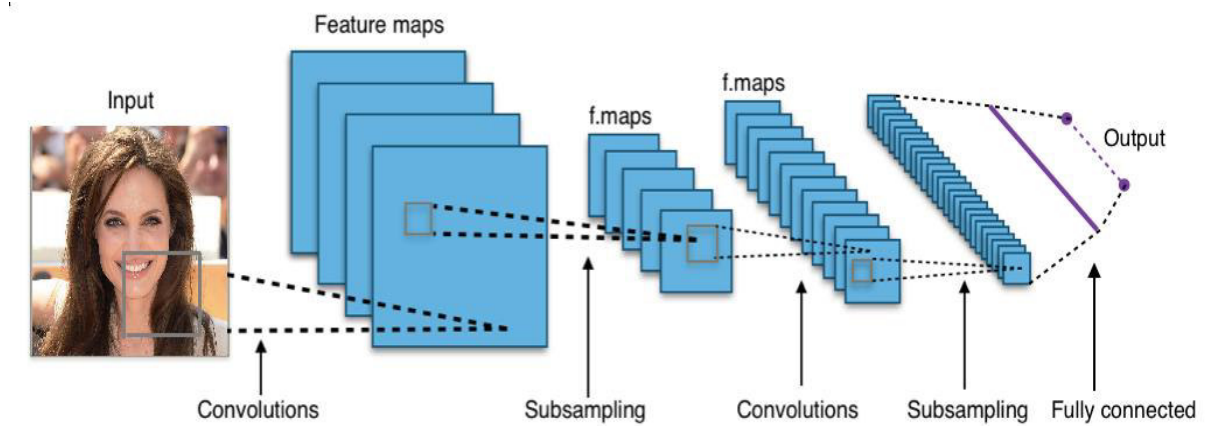 Feature maps
Input
f.maps
f.maps
Output
Convolutions
Subsampling
Convolutions
Subsampling
Fully connected